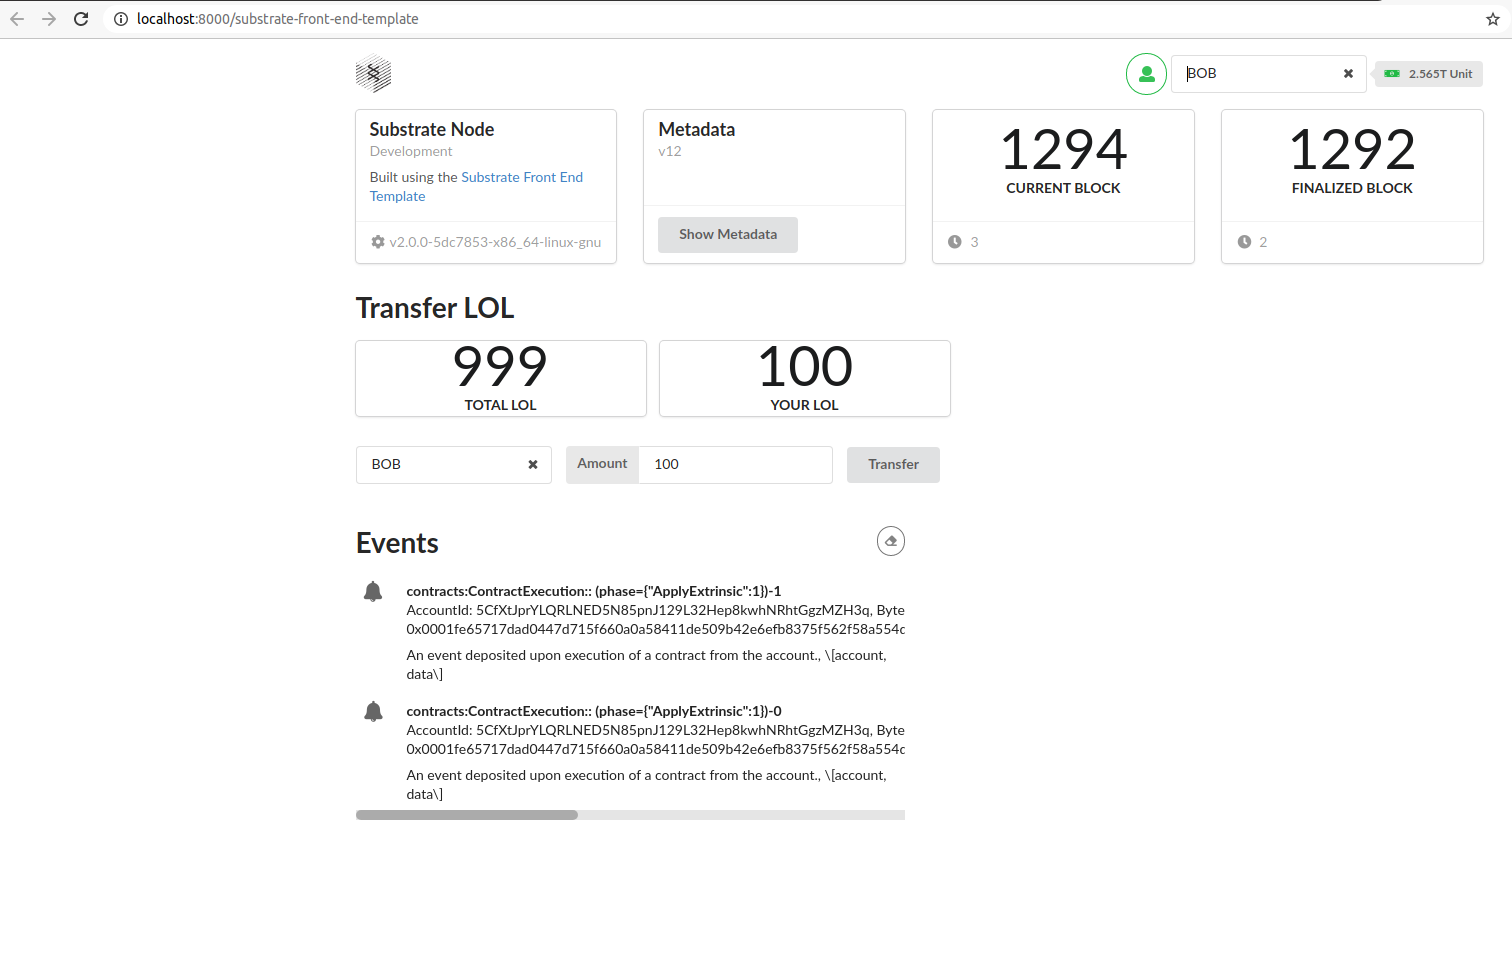 localhost:8000/substrate-front-end-template
BOB
2.565T Unit
Substrate Node
Development
Built using the Substrate Front End
Template
v2.0.0-5dc7853-x86_64-linux-gnu
Metadata
v12
Show Metadata
1294
CURRENT BLOCK
3
1292
FINALIZED BLOCK
2
Transfer LOL
999
TOTAL LOL
100
YOUR LOL
BOB
Amount
100
Transfer
Events
contracts:ContractExecution:: (phase={"ApplyExtrinsic":1})-1
AccountId: 5CfXtJprYLQRLNED5N85pnJ129L32Hep8kwhNRhtGgzMZH3q, Byte
0x0001fe65717dad0447d715f660a0a58411de509b42e6efb8375f562f58a554c
An event deposited upon execution of a contract from the account., \[account,
data\]
contracts:ContractExecution:: (phase={"ApplyExtrinsic":1})-0
AccountId: 5CfXtJprYLQRLNED5N85pnJ129L32Hep8kwhNRhtGgzMZH3q, Byte
0x0001fe65717dad0447d715f660a0a58411de509b42e6efb8375f562f58a554c
An event deposited upon execution of a contract from the account., \[account,
data\]